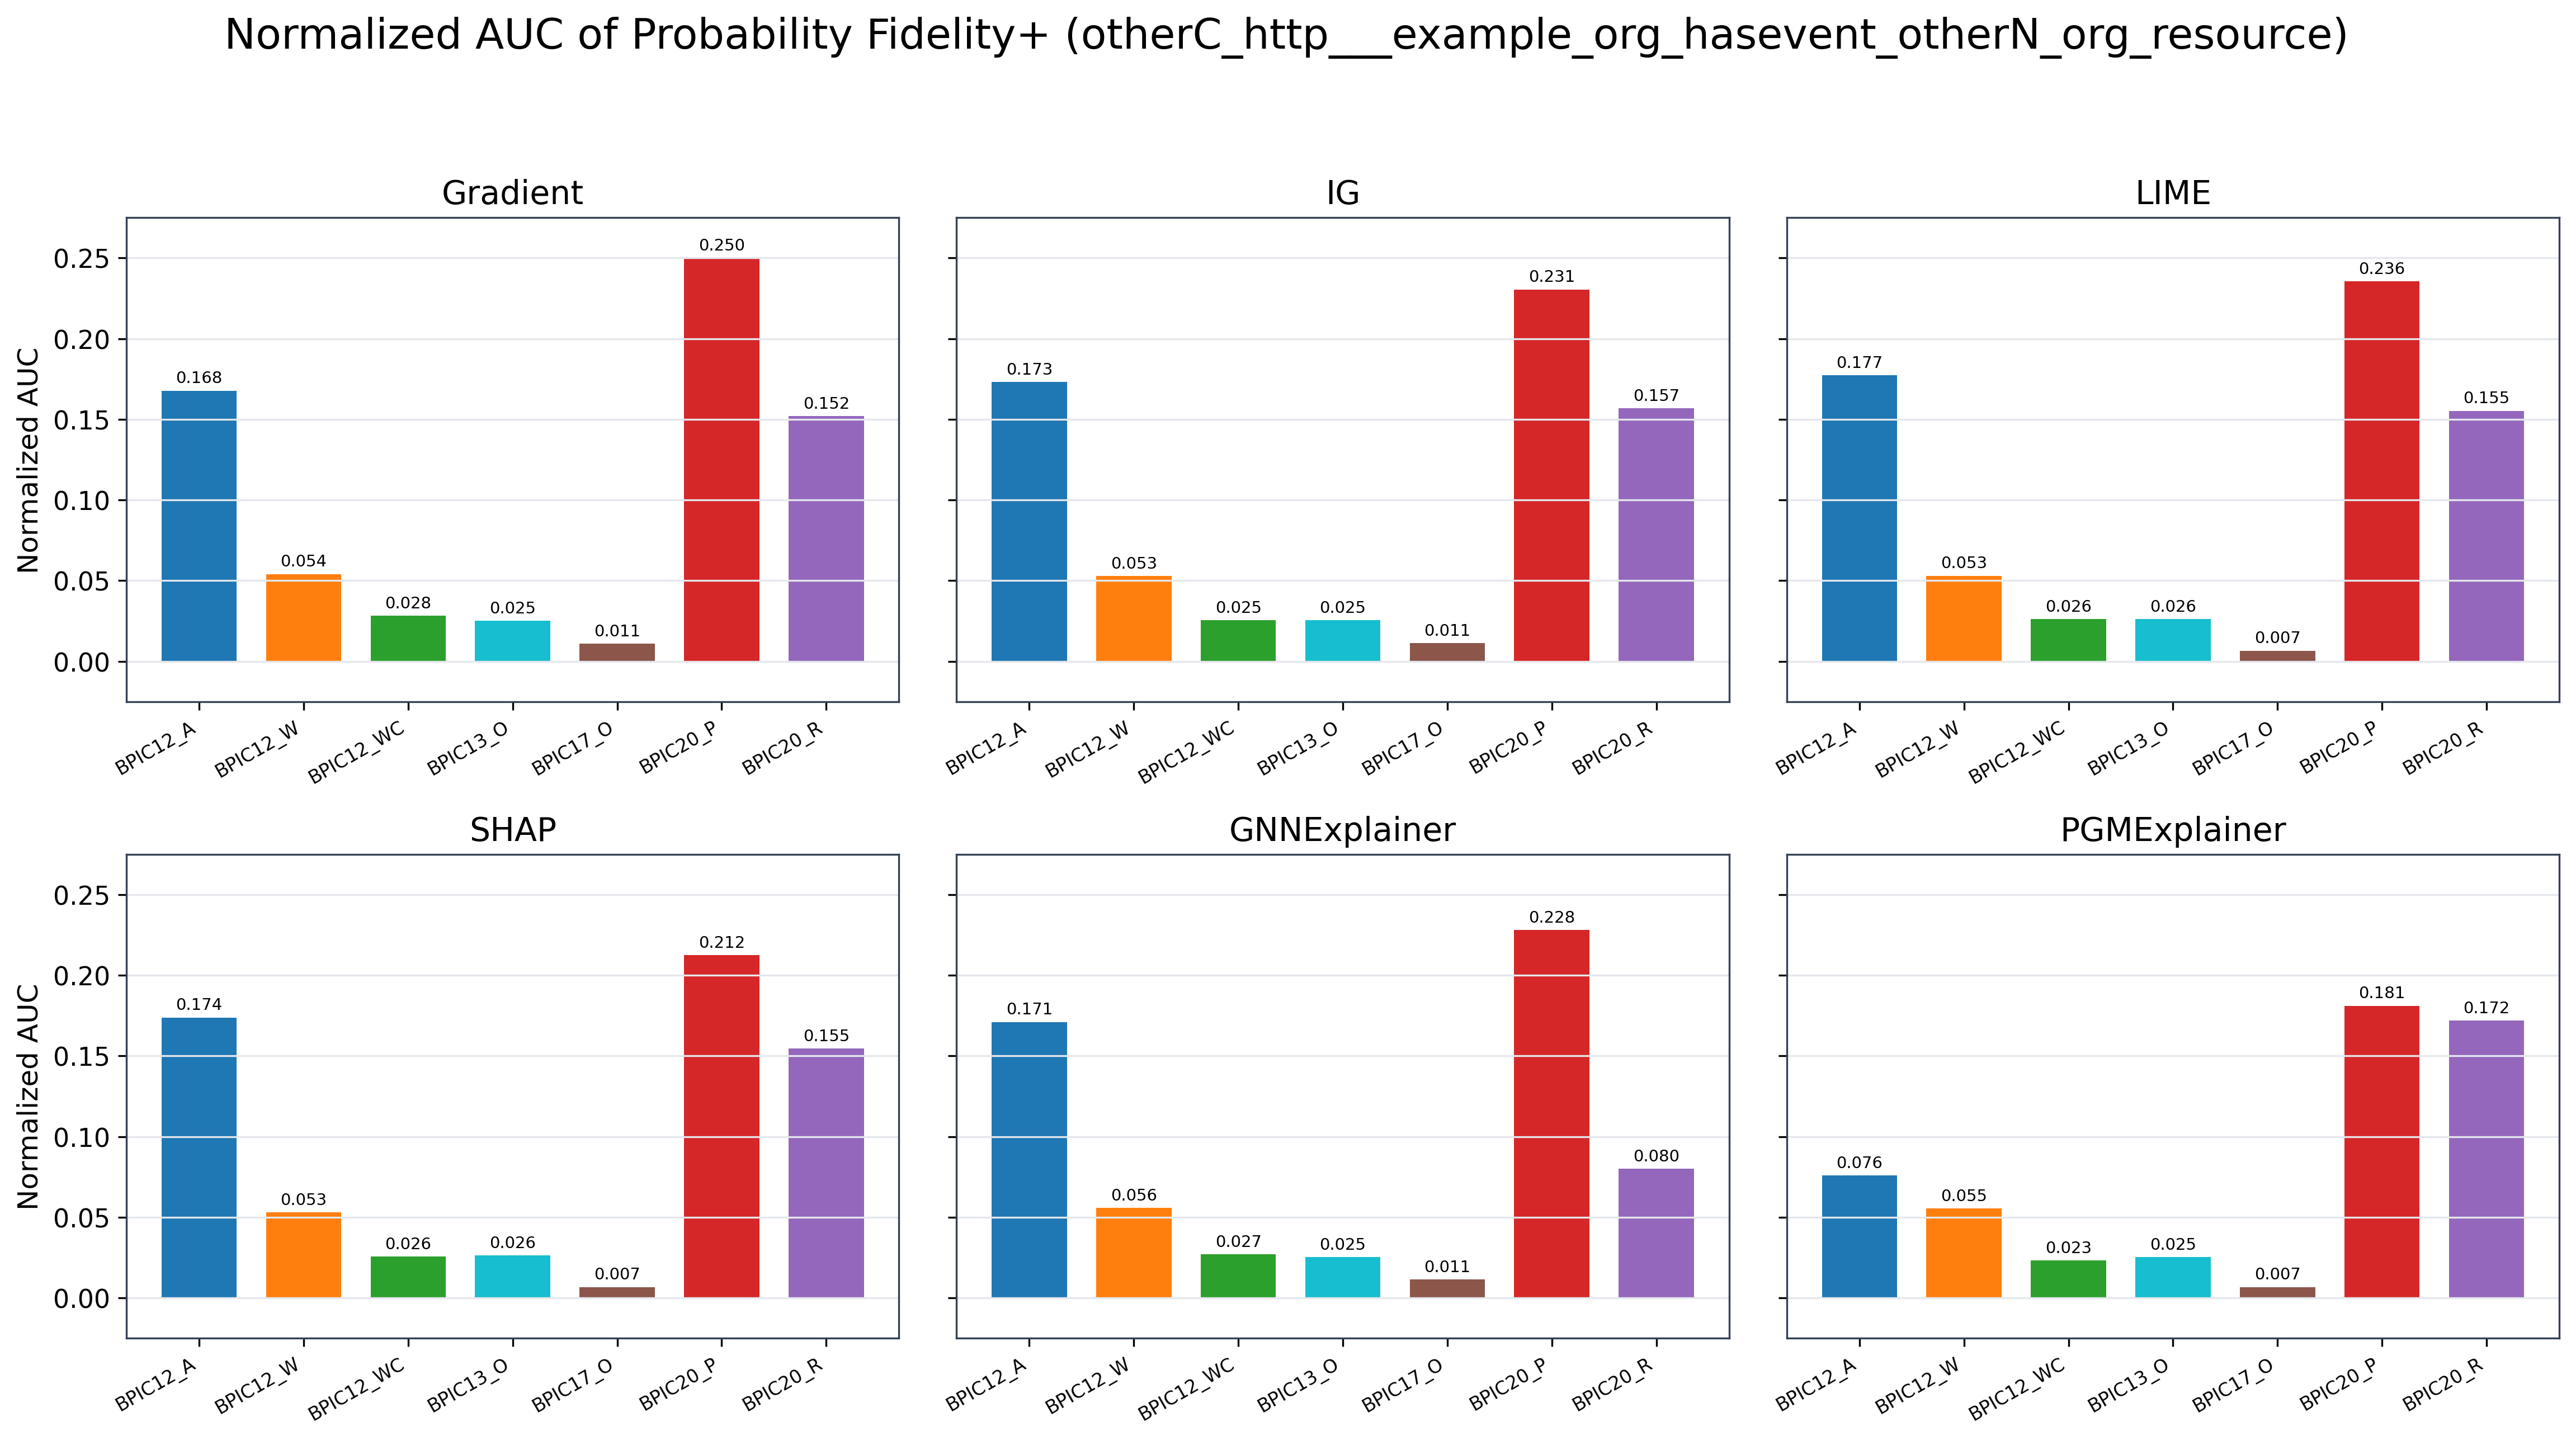 Normalized AUC of Probability Fidelity+ (otherC_http___example_org_hasevent_otherN_org_resource)
Gradient
Normalized AUC
0.25
0.20
0.15
0.10
0.05
0.00
0.168
0.054
0.028
0.025
0.011
0.250
0.152
BPIC12_A
BPIC12_W
BPIC12_WC
BPIC13_O
BPIC17_O
BPIC20_P
BPIC20_R
IG
0.173
0.053
0.025
0.025
0.011
0.231
0.157
BPIC12_A
BPIC12_W
BPIC12_WC
BPIC13_O
BPIC17_O
BPIC20_P
BPIC20_R
LIME
0.177
0.053
0.026
0.026
0.007
0.236
0.155
BPIC12_A
BPIC12_W
BPIC12_WC
BPIC13_O
BPIC17_O
BPIC20_P
BPIC20_R
SHAP
Normalized AUC
0.25
0.20
0.15
0.10
0.05
0.00
0.174
0.053
0.026
0.026
0.007
0.212
0.155
BPIC12_A
BPIC12_W
BPIC12_WC
BPIC13_O
BPIC17_O
BPIC20_P
BPIC20_R
GNNExplainer
0.171
0.056
0.027
0.025
0.011
0.228
0.080
BPIC12_A
BPIC12_W
BPIC12_WC
BPIC13_O
BPIC17_O
BPIC20_P
BPIC20_R
PGMExplainer
0.076
0.055
0.023
0.025
0.007
0.181
0.172
BPIC12_A
BPIC12_W
BPIC12_WC
BPIC13_O
BPIC17_O
BPIC20_P
BPIC20_R